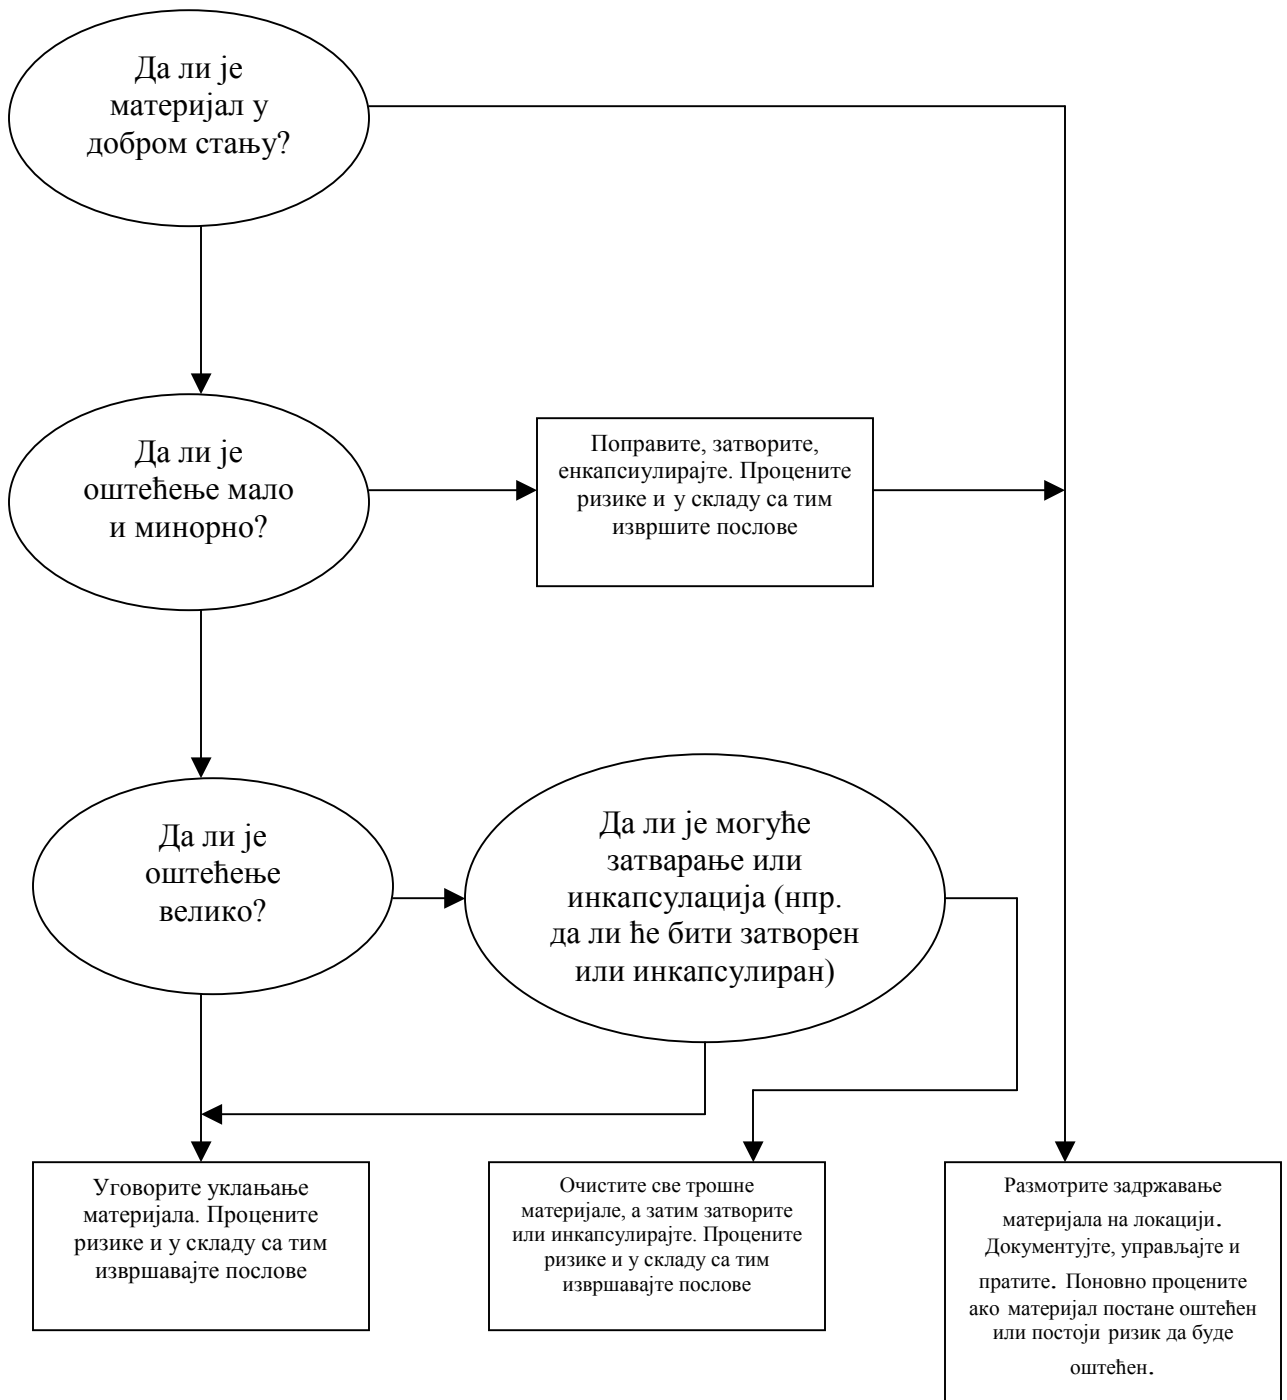 Да ли је
материјал у
добром стању?
Да ли је
оштећење мало
и минорно?
Поправите, затворите,
енкапсиулирајте. Процените
ризике и у складу са тим
извршите послове
Да ли је
оштећење
велико?
Да ли је могуће
затварање или
инкапсулација (нпр.
да ли ће бити затворен
или инкапсулиран)
Уговорите уклањање
материјала. Процените
ризике и у складу са тим
извршавајте послове
Очистите све трошне
материјале, а затим затворите
или инкапсулирајте. Процените
ризике и у складу са тим
извршавајте послове
Размотрите задржавање
материјала на локацији.
Документујте, управљајте и
пратите. Поновно процените
ако материјал постане оштећен
или постоји ризик да буде
оштећен.